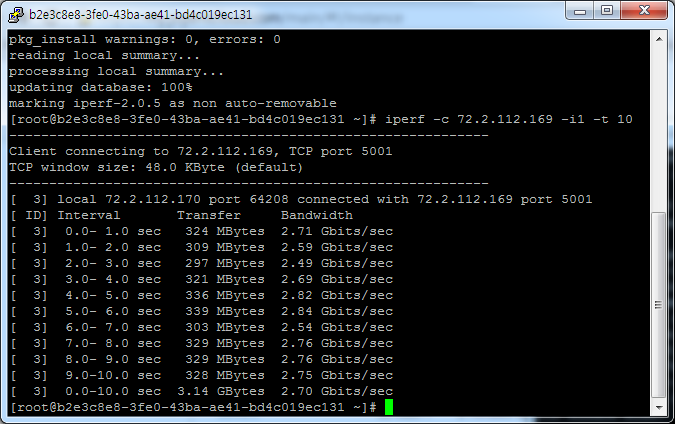 b2e3c8e8-3fe0-43ba-ae41-bd4c019ec131
pkg_install warnings: 0, errors: 0
reading local summary...
processing local summary...
updating database: 100%
marking iperf-2.0.5 as non auto-removable
[root@b2e3c8e8-3fe0-43ba-ae41-bd4c019ec131 ~]# iperf -c 72.2.112.169 -i1 -t 10
------------------------------------------------------------
Client connecting to 72.2.112.169, TCP port 5001
TCP window size: 48.0 KByte (default)
------------------------------------------------------------
[  3] local 72.2.112.170 port 64208 connected with 72.2.112.169 port 5001
[ ID] Interval       Transfer     Bandwidth
[  3]  0.0- 1.0 sec   324 MBytes  2.71 Gbits/sec
[  3]  1.0- 2.0 sec   309 MBytes  2.59 Gbits/sec
[  3]  2.0- 3.0 sec   297 MBytes  2.49 Gbits/sec
[  3]  3.0- 4.0 sec   321 MBytes  2.69 Gbits/sec
[  3]  4.0- 5.0 sec   336 MBytes  2.82 Gbits/sec
[  3]  5.0- 6.0 sec   339 MBytes  2.84 Gbits/sec
[  3]  6.0- 7.0 sec   303 MBytes  2.54 Gbits/sec
[  3]  7.0- 8.0 sec   329 MBytes  2.76 Gbits/sec
[  3]  8.0- 9.0 sec   329 MBytes  2.76 Gbits/sec
[  3]  9.0-10.0 sec   328 MBytes  2.75 Gbits/sec
[  3]  0.0-10.0 sec  3.14 GBytes  2.70 Gbits/sec
[root@b2e3c8e8-3fe0-43ba-ae41-bd4c019ec131 ~]#